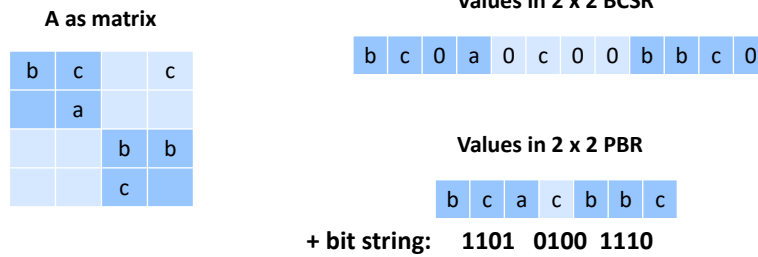 A as matrix
b c c
a
b b
c
Values in 2 x 2 BCSR
b c 0 a 0 c 0 0 b b c 0
Values in 2 x 2 PBR
b c a c b b c
+ bit string: 1101 0100 1110